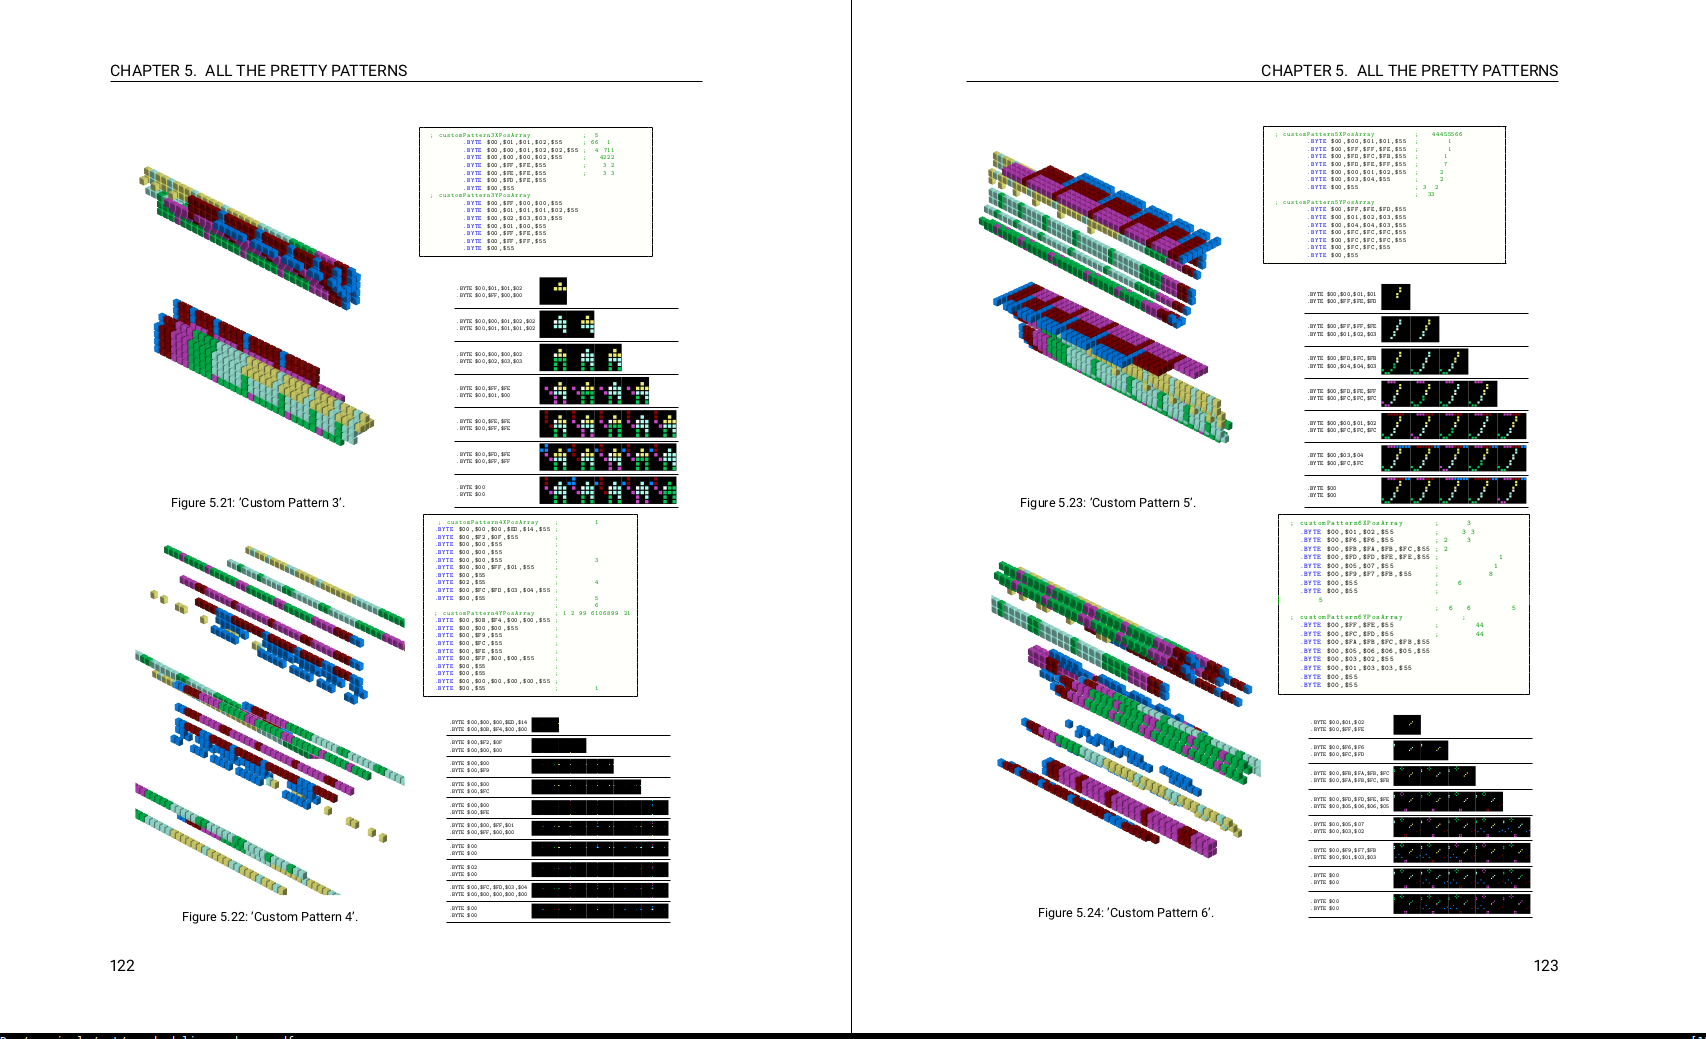 CHAPTER 5.  ALL THE PRETTY PATTERNS
; customPattern3XPosArray ; 5
.BYTE $00,$01,$01,$02,$55 ; 66 1
.BYTE $00,$00,$01,$02,$02,$55 ; 4 711
.BYTE $00,$00,$00,$02,$55 ; 4222
.BYTE $00,$FF,$FE,$55 ; 3 2
.BYTE $00,$FE,$FE,$55 ; 3 3
.BYTE $00,$FD,$FE,$55
.BYTE $00,$55
; customPattern3YPosArray
.BYTE $00,$FF,$00,$00,$55
.BYTE $00,$01,$01,$01,$02,$55
.BYTE $00,$02,$03,$03,$55
.BYTE $00,$01,$00,$55
.BYTE $00,$FF,$FE,$55
.BYTE $00,$FF,$FF,$55
.BYTE $00,$55
.BYTE $00,$01,$01,$02
.BYTE $00,$FF,$00,$00
.BYTE $00,$00,$01,$02,$02
.BYTE $00,$01,$01,$01,$02
.BYTE $00,$00,$00,$02
.BYTE $00,$02,$03,$03
.BYTE $00,$FF,$FE
.BYTE $00,$01,$00
.BYTE $00,$FE,$FE
.BYTE $00,$FF,$FE
.BYTE $00,$FD,$FE
.BYTE $00,$FF,$FF
.BYTE $00
.BYTE $00
Figure 5.21: ‘Custom Pattern 3’.
; customPattern4XPosArray ; 1
.BYTE $00,$00,$00,$ED,$14,$55 ;
.BYTE $00,$F2,$0F,$55 ;
.BYTE $00,$00,$55 ;
.BYTE $00,$00,$55 ;
.BYTE $00,$00,$55 ; 3
.BYTE $00,$00,$FF,$01,$55 ;
.BYTE $00,$55 ;
.BYTE $02,$55 ; 4
.BYTE $00,$FC,$FD,$03,$04,$55 ;
.BYTE $00,$55 ; 5
; 6
; customPattern4YPosArray ; 1 2 99 6106899 21
.BYTE $00,$0B,$F4,$00,$00,$55 ;
.BYTE $00,$00,$00,$55 ;
.BYTE $00,$F9,$55 ;
.BYTE $00,$FC,$55 ;
.BYTE $00,$FE,$55 ;
.BYTE $00,$FF,$00,$00,$55 ;
.BYTE $00,$55 ;
.BYTE $00,$55 ;
.BYTE $00,$00,$00,$00,$00,$55 ;
.BYTE $00,$55 ; 1
.BYTE $00,$00,$00,$ED,$14
.BYTE $00,$0B,$F4,$00,$00
.BYTE $00,$F2,$0F
.BYTE $00,$00,$00
.BYTE $00,$00
.BYTE $00,$F9
.BYTE $00,$00
.BYTE $00,$FC
.BYTE $00,$00
.BYTE $00,$FE
.BYTE $00,$00,$FF,$01
.BYTE $00,$FF,$00,$00
.BYTE $00
.BYTE $00
.BYTE $02
.BYTE $00
.BYTE $00,$FC,$FD,$03,$04
.BYTE $00,$00,$00,$00,$00
.BYTE $00
.BYTE $00
Figure 5.22: ‘Custom Pattern 4’.
122
CHAPTER 5.  ALL THE PRETTY PATTERNS
; customPattern5XPosArray ; 44455566
.BYTE $00,$00,$01,$01,$55 ; 1
.BYTE $00,$FF,$FF,$FE,$55 ; 1
.BYTE $00,$FD,$FC,$FB,$55 ; 1
.BYTE $00,$FD,$FE,$FF,$55 ; 7
.BYTE $00,$00,$01,$02,$55 ; 2
.BYTE $00,$03,$04,$55 ; 2
.BYTE $00,$55 ; 3 2
; 33
; customPattern5YPosArray
.BYTE $00,$FF,$FE,$FD,$55
.BYTE $00,$01,$02,$03,$55
.BYTE $00,$04,$04,$03,$55
.BYTE $00,$FC,$FC,$FC,$55
.BYTE $00,$FC,$FC,$FC,$55
.BYTE $00,$FC,$FC,$55
.BYTE $00,$55
.BYTE $00,$00,$01,$01
.BYTE $00,$FF,$FE,$FD
.BYTE $00,$FF,$FF,$FE
.BYTE $00,$01,$02,$03
.BYTE $00,$FD,$FC,$FB
.BYTE $00,$04,$04,$03
.BYTE $00,$FD,$FE,$FF
.BYTE $00,$FC,$FC,$FC
.BYTE $00,$00,$01,$02
.BYTE $00,$FC,$FC,$FC
.BYTE $00,$03,$04
.BYTE $00,$FC,$FC
.BYTE $00
.BYTE $00
Figure 5.23: ‘Custom Pattern 5’.
; customPattern6XPosArray ; 3
.BYTE $00,$01,$02,$55 ; 3 3
.BYTE $00,$F6,$F6,$55 ; 2 3
.BYTE $00,$FB,$FA,$FB,$FC,$55 ; 2
.BYTE $00,$FD,$FD,$FE,$FE,$55 ; 1
.BYTE $00,$05,$07,$55 ; 1
.BYTE $00,$F9,$F7,$FB,$55 ; 8
.BYTE $00,$55 ; 6
.BYTE $00,$55 ;
5
; 6 6 5
; customPattern6YPosArray ;
.BYTE $00,$FF,$FE,$55 ; 44
.BYTE $00,$FC,$FD,$55 ; 44
.BYTE $00,$FA,$FB,$FC,$FB,$55
.BYTE $00,$05,$06,$06,$05,$55
.BYTE $00,$03,$02,$55
.BYTE $00,$01,$03,$03,$55
.BYTE $00,$55
.BYTE $00,$55
.BYTE $00,$01,$02
.BYTE $00,$FF,$FE
.BYTE $00,$F6,$F6
.BYTE $00,$FC,$FD
.BYTE $00,$FB,$FA,$FB,$FC
.BYTE $00,$FA,$FB,$FC,$FB
.BYTE $00,$FD,$FD,$FE,$FE
.BYTE $00,$05,$06,$06,$05
.BYTE $00,$05,$07
.BYTE $00,$03,$02
.BYTE $00,$F9,$F7,$FB
.BYTE $00,$01,$03,$03
.BYTE $00
.BYTE $00
.BYTE $00
.BYTE $00
Figure 5.24: ‘Custom Pattern 6’.
123